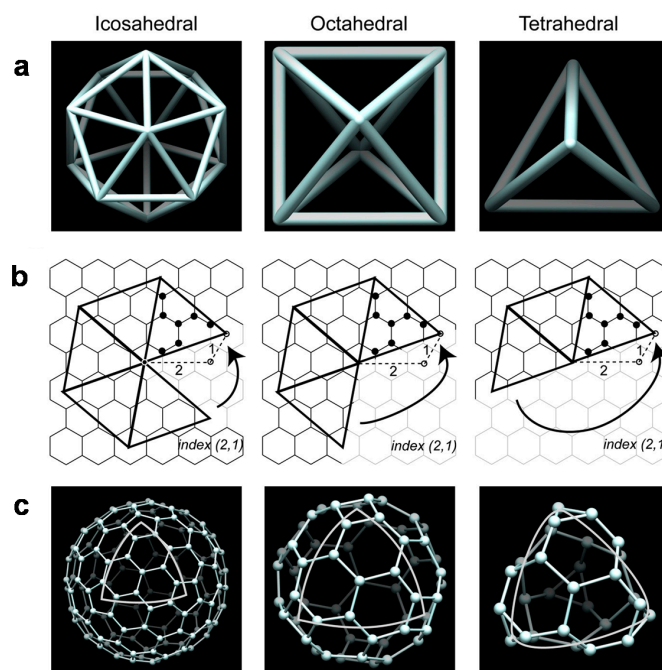 Icosahedral Octahedral Tetrahedral
a
b
1 1 1
2 2 2
index (2,1) index (2,1) index (2,1)
c